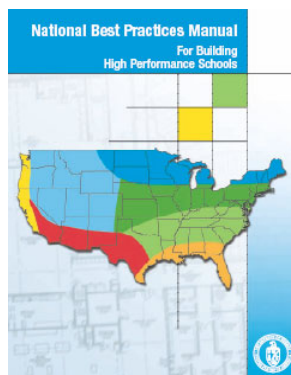 National Best Practices Manual
For Building
High Performance Schools